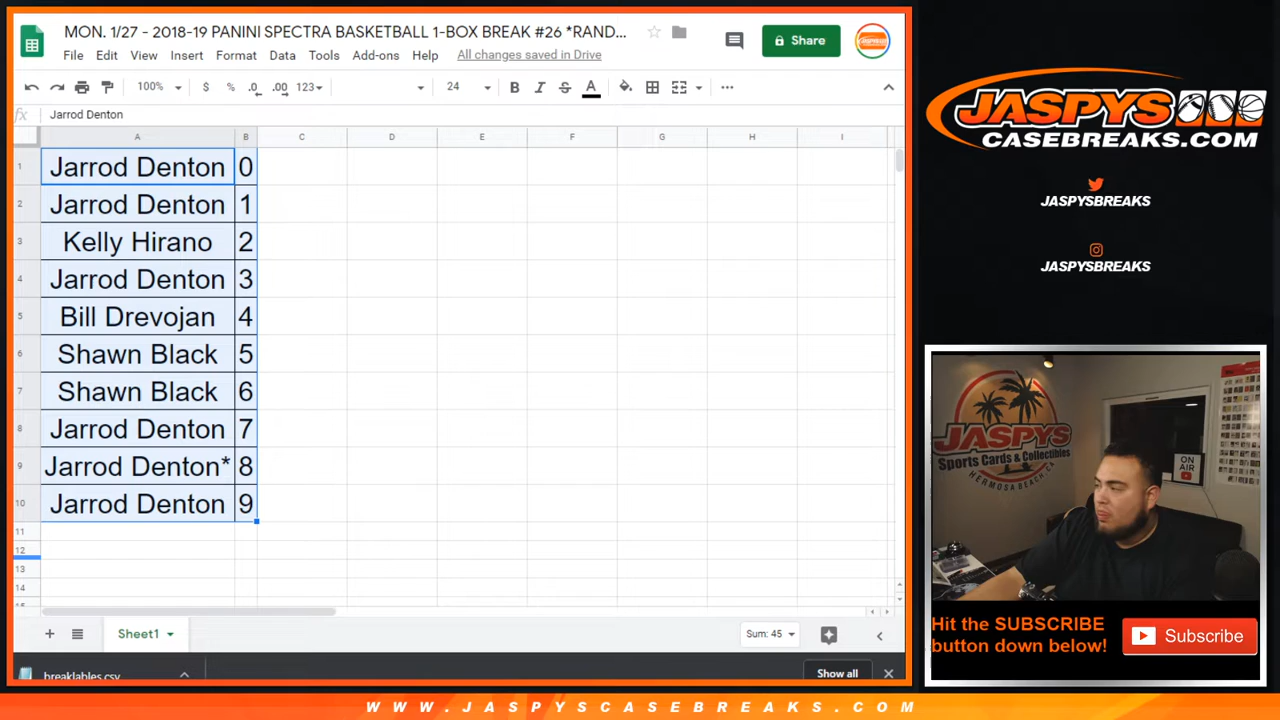 MON. 1/27 - 2018-19 PANINI SPECTRA BASKETBALL 1-BOX BREAK #26 *RAND...
File Edit View Insert Format Data Tools Add-ons Help All changes saved in Drive
Share
100% $ % .0 .00 123 24 B I S A
fx Jarrod Denton
A B C D E F G H I
1 Jarrod Denton 0
2 Jarrod Denton 1
3 Kelly Hirano 2
4 Jarrod Denton 3
5 Bill Drevojan 4
6 Shawn Black 5
7 Shawn Black 6
8 Jarrod Denton 7
9 Jarrod Denton* 8
10 Jarrod Denton 9
11
12
13
14
Sheet1
Sum: 45
breaklables.csv
Show all
JASPYS
CASEBREAKS.COM
JASPYSBREAKS
JASPYSBREAKS
JASPYS
Sports Cards & Collectibles
HERMOSA BEACH, CA
ON AIR
Hit the SUBSCRIBE
button down below!
Subscribe
WWW.JASPYSCASEBREAKS.COM